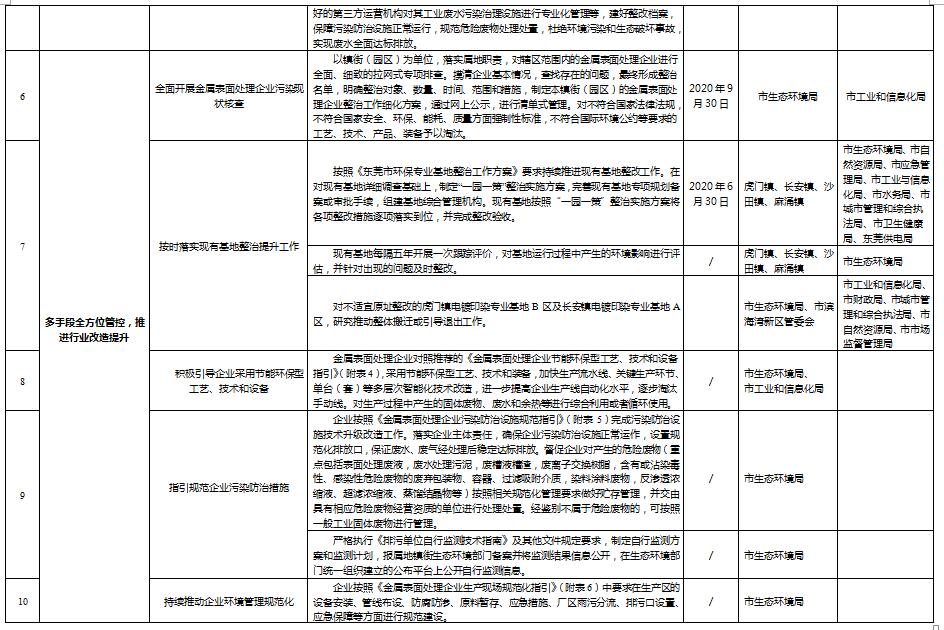 好的第三方运营机构对其工业废水污染治理设施进行专业化管理等，建好整改档案，
保障污染防治设施正常运行，规范危险废物处理处置，杜绝环境污染和生态破坏事故，
实现废水全面达标排放。
6
全面开展金属表面处理企业污染现
状核查
以镇街（园区）为单位，落实属地职责，对辖区范围内的金属表面处理企业进行
全面、细致的拉网式专项排查。摸清企业基本情况，查找存在的问题，最终形成整治
名单，明确整治对象、数量、时间、范围和措施，制定本镇街（园区）的金属表面处
理企业整治工作细化方案，通过网上公示，进行清单式管理。对不符合国家法律法规，
不符合国家安全、环保、能耗、质量方面强制性标准，不符合国际环境公约等要求的
工艺、技术、产品、装备予以淘汰。
2020 年 9
月 30 日
市生态环境局
市工业和信息化局
多手段全方位管控，推
进行业改造提升
7
按时落实现有基地整治提升工作
按照《东莞市环保专业基地整治工作方案》要求持续推进现有基地整改工作。在
对现有基地详细调查基础上，制定“一园一策”整治实施方案，完善现有基地专项规划备
案或审批手续，组建基地综合管理机构。现有基地按照“一园一策”整治实施方案将
各项整改措施逐项落实到位，并完成整改验收。
2020 年 6
月 30 日
虎门镇、长安镇、沙
田镇、麻涌镇
市生态环境局、市自
然资源局、市应急管
理局、市工业与信息
化局、市水务局、市
城市管理和综合执
法局、市卫生健康
局、东莞供电局
现有基地每隔五年开展一次跟踪评价，对基地运行过程中产生的环境影响进行评
估，并针对出现的问题及时整改。
/
虎门镇、长安镇、沙
田镇、麻涌镇
市生态环境局
对不适宜原址整改的虎门镇电镀印染专业基地 B 区及长安镇电镀印染专业基地 A
区，研究推动整体搬迁或引导退出工作。
/
市生态环境局、市滨
海湾新区管委会
市工业和信息化局、
市财政局、市城市管
理和综合执法局、市
自然资源局、市市场
监督管理局
8
积极引导企业采用节能环保型
工艺、技术和设备
金属表面处理企业对照推荐的《金属表面处理企业节能环保型工艺、技术和设备
指引》（附表 4），采用节能环保型工艺、技术和装备，加快生产流水线、关键生产环节、
单台（套）等多层次智能化技术改造，进一步提高企业生产线自动化水平，逐步淘汰
手动线。对生产过程中产生的固体废物、废水和余热等进行综合利用或者循环使用。
/
市生态环境局、
市工业和信息化局
9
指引规范企业污染防治措施
企业按照《金属表面处理企业污染防治设施规范指引》（附表 5）完成污染防治设
施技术升级改造工作。落实企业主体责任，确保企业污染防治设施正常运作，设置规
范化排放口，保证废水、废气经处理后稳定达标排放。督促企业对产生的危险废物（重
点包括表面处理废液，废水处理污泥，废槽液槽渣，废离子交换树脂，含有或沾染毒
性、感染性危险废物的废弃包装物、容器、过滤吸附介质，染料涂料废物，反渗透浓
缩液、超滤浓缩液、蒸馏结晶物等）按照相关规范化管理要求做好贮存管理，并交由
具有相应危险废物经营资质的单位进行处理处置。经鉴别不属于危险废物的，可按照
一般工业固体废物进行管理。
/
市生态环境局
严格执行《排污单位自行监测技术指南》及其他文件规定要求，制定自行监测方
案和监测计划，报属地镇街生态环境部门备案并将监测结果信息公开，在生态环境部
门统一组织建立的公布平台上公开自行监测信息。
/
市生态环境局
10
持续推动企业环境管理规范化
企业按照《金属表面处理企业生产现场规范化指引》（附表 6）中要求在生产区的
设备安装、管线布设、防腐防渗、原料暂存、应急措施、厂区雨污分流、排污口设置、
应急保障等方面进行规范建设。
/
市生态环境局